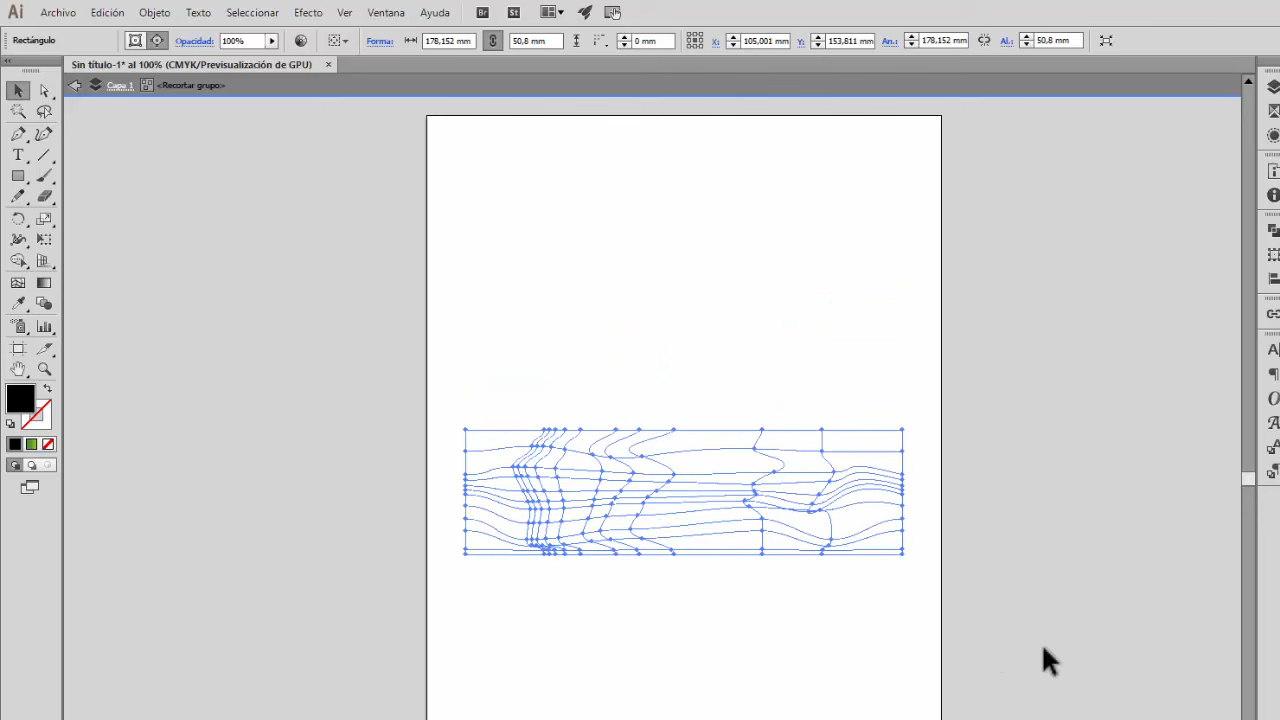 Ai Archivo Edición Objeto Texto Seleccionar Efecto Ver Ventana Ayuda Br St
Rectángulo Opacidad: 100% Forma: 178,152 mm 50,8 mm 0 mm X: 105,001 mm Y: 153,811 mm An.: 178,152 mm Al.: 50,8 mm
Sin título-1* al 100% (CMYK/Previsualización de GPU) ×
Capa 1 <Recortar grupo>